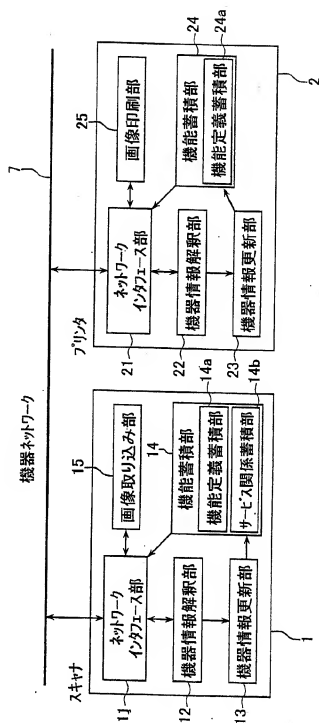 機器ネットワーク
7
スキャナ
11
ネットワーク
インタフェース部
15
画像取り込み部
12
機器情報解釈部
14
機能蓄積部
14a
機能定義蓄積部
サービス関係蓄積部
14b
13
機器情報更新部
1
プリンタ
21
ネットワーク
インタフェース部
25
画像印刷部
22
機器情報解釈部
24
機能蓄積部
24a
機能定義蓄積部
23
機器情報更新部
2